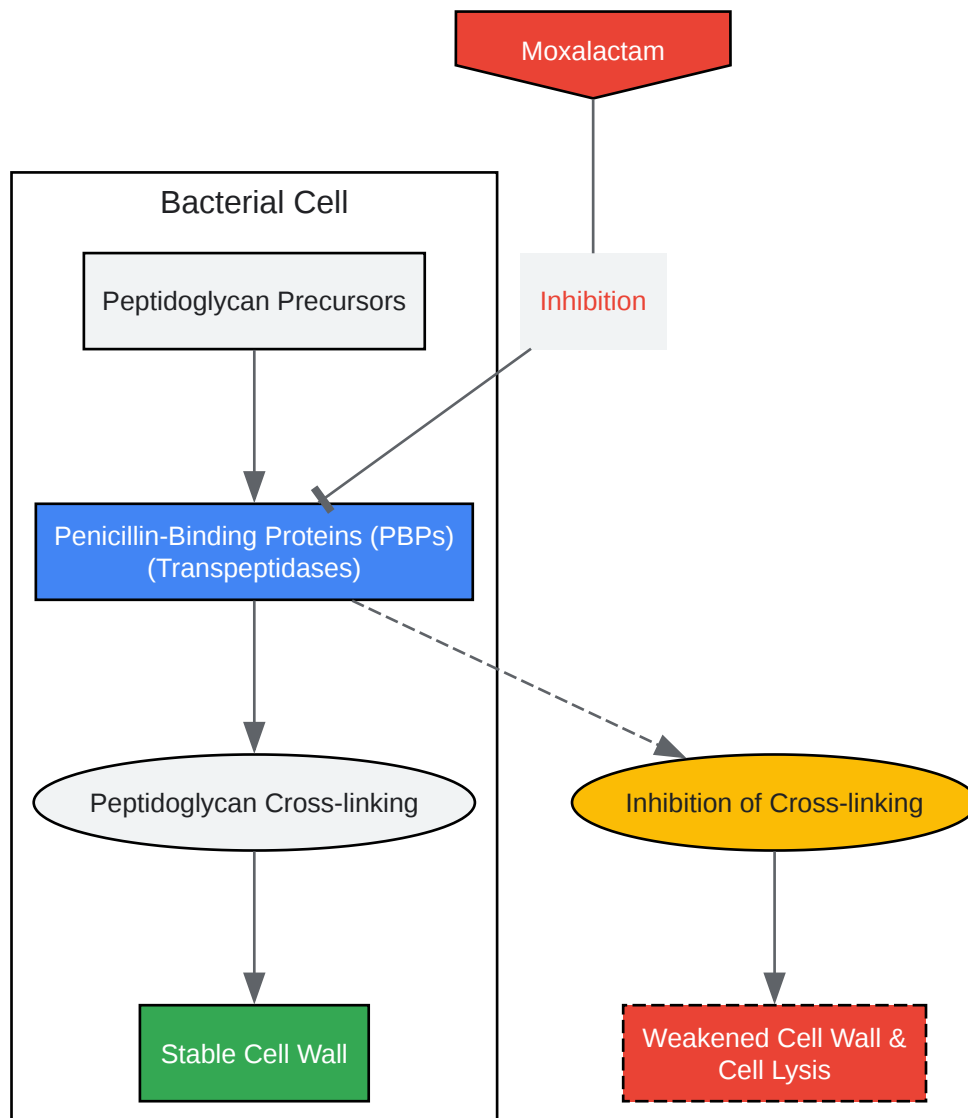 Moxalactam
Bacterial Cell
Peptidoglycan Precursors
Inhibition
Penicillin-Binding Proteins (PBPs)
(Transpeptidases)
Peptidoglycan Cross-linking
Inhibition of Cross-linking
Stable Cell Wall
Weakened Cell Wall &
Cell Lysis